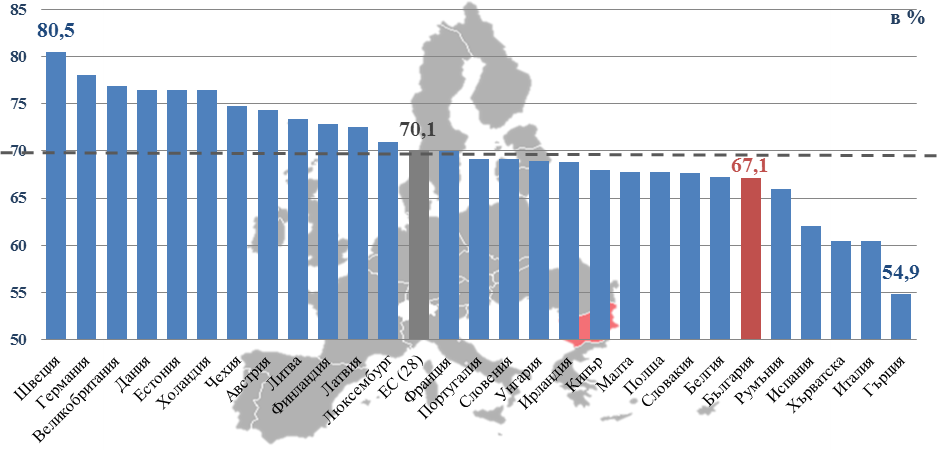 85
в %
80,5
80
75
70,1
70
67,1
65
60
54,9
55
50
Швеция
Германия
Великобритания
Дания
Естония
Холандия
Чехия
Австрия
Литва
Финландия
Латвия
Люксембург
ЕС (28)
Франция
Португалия
Словения
Унгария
Ирландия
Кипър
Малта
Полша
Словакия
Белгия
България
Румъния
Испания
Хърватска
Италия
Гърция